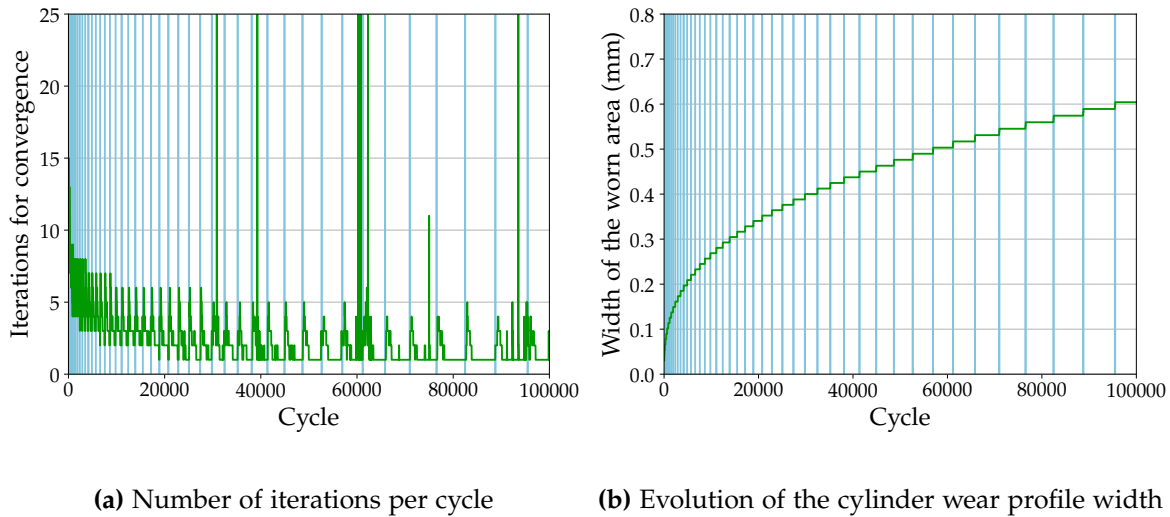 25
20
15
10
5
0
Iterations for convergence
0 20000 40000 60000 80000 100000
Cycle
(a) Number of iterations per cycle
0.8
0.7
0.6
0.5
0.4
0.3
0.2
0.1
0.0
Width of the worn area (mm)
0 20000 40000 60000 80000 100000
Cycle
(b) Evolution of the cylinder wear profile width